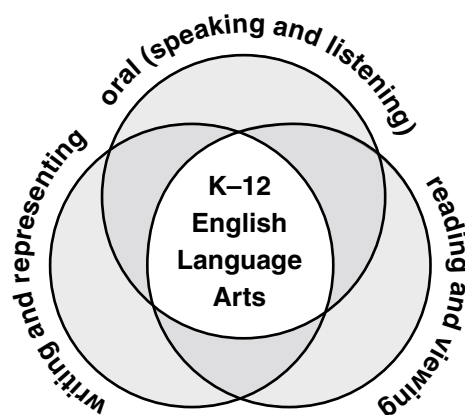 oral (speaking and listening)
writing and representing
reading and viewing
K–12
English
Language
Arts